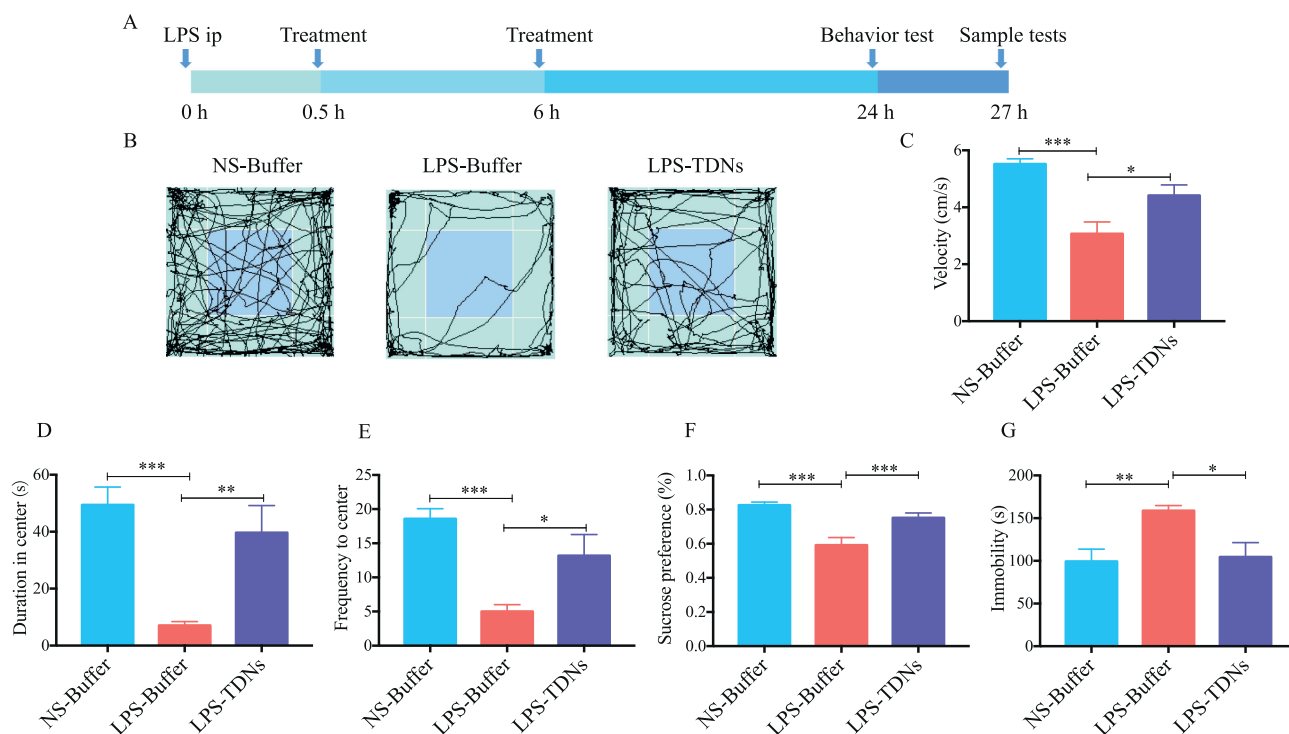 A
LPS ip
Treatment
Treatment
Behavior test
Sample tests
0 h
0.5 h
6 h
24 h
27 h
B
NS-Buffer
LPS-Buffer
LPS-TDNs
C
Velocity (cm/s)
6
4
2
0
***
*
NS-Buffer
LPS-Buffer
LPS-TDNs
D
Duration in center (s)
60
40
20
0
***
**
NS-Buffer
LPS-Buffer
LPS-TDNs
E
Frequency to center
25
20
15
10
5
0
***
*
NS-Buffer
LPS-Buffer
LPS-TDNs
F
Sucrose preference (%)
1.0
0.8
0.6
0.4
0.2
0.0
***
***
NS-Buffer
LPS-Buffer
LPS-TDNs
G
Immobility (s)
200
150
100
50
0
**
*
NS-Buffer
LPS-Buffer
LPS-TDNs